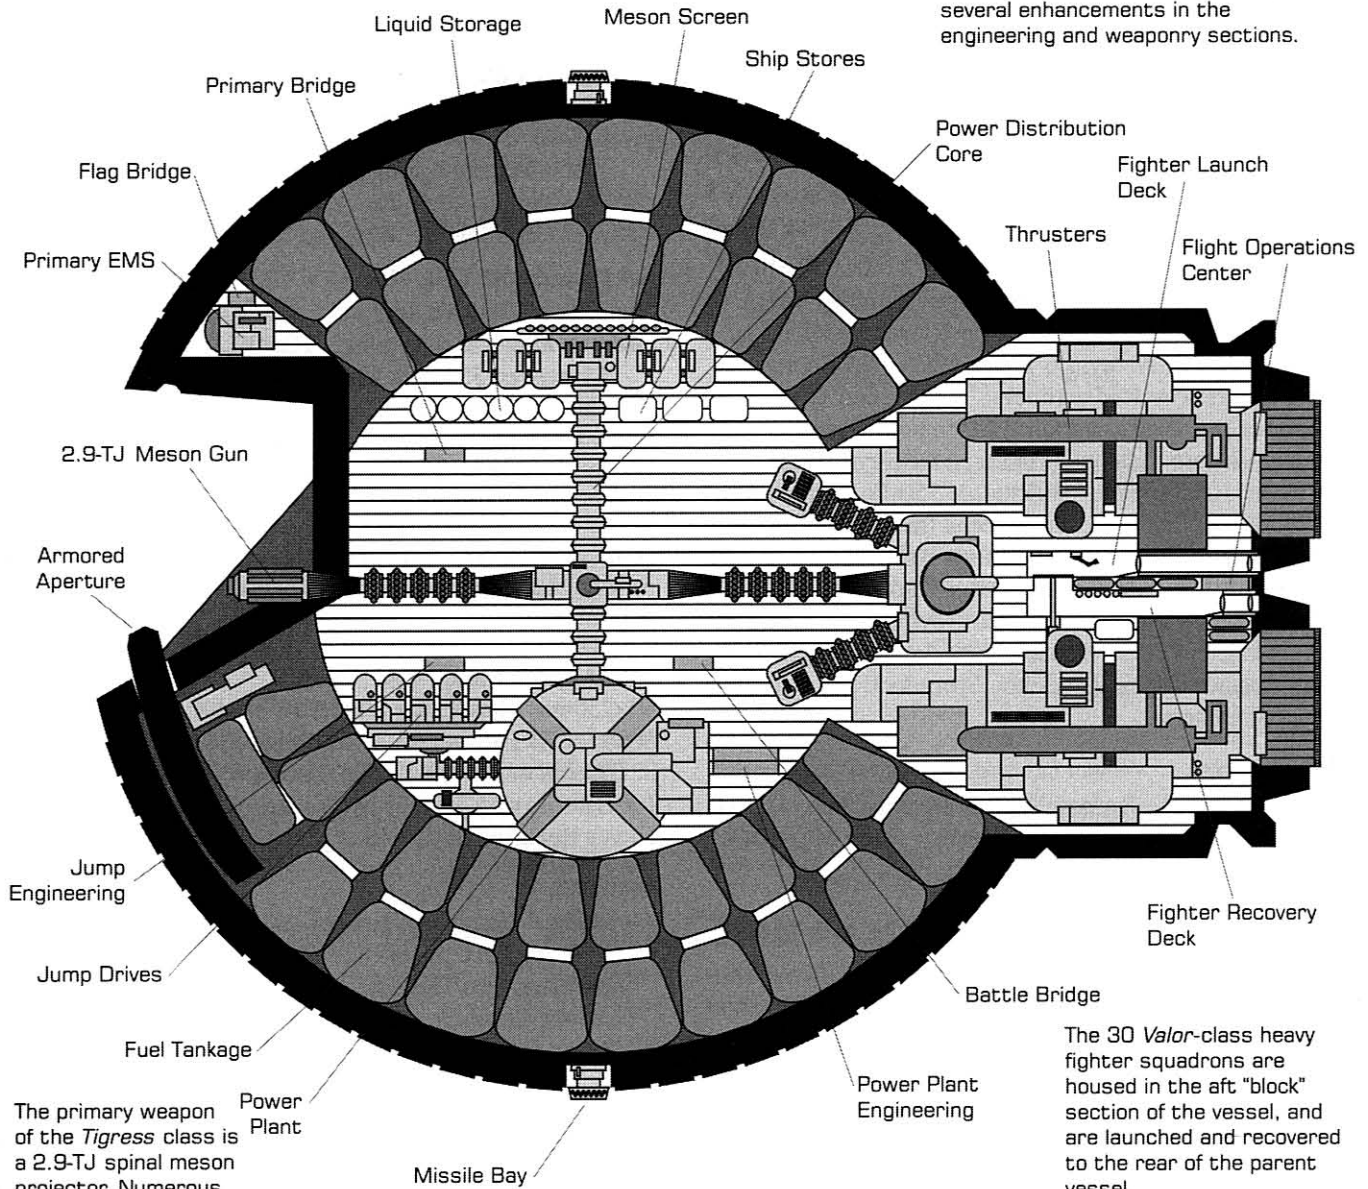 several enhancements in the
engineering and weaponry sections.
Liquid Storage
Meson Screen
Ship Stores
Primary Bridge
Power Distribution
Core
Fighter Launch
Deck
Flag Bridge
Thrusters
Flight Operations
Center
Primary EMS
2.9-TJ Meson Gun
Armored
Aperture
Jump
Engineering
Fighter Recovery
Deck
Jump Drives
Battle Bridge
Fuel Tankage
Power
Plant
Power Plant
Engineering
Missile Bay
The primary weapon
of the Tigress class is
a 2.9-TJ spinal meson
projector. Numerous
The 30 Valor-class heavy
fighter squadrons are
housed in the aft "block"
section of the vessel, and
are launched and recovered
to the rear of the parent
vessel.